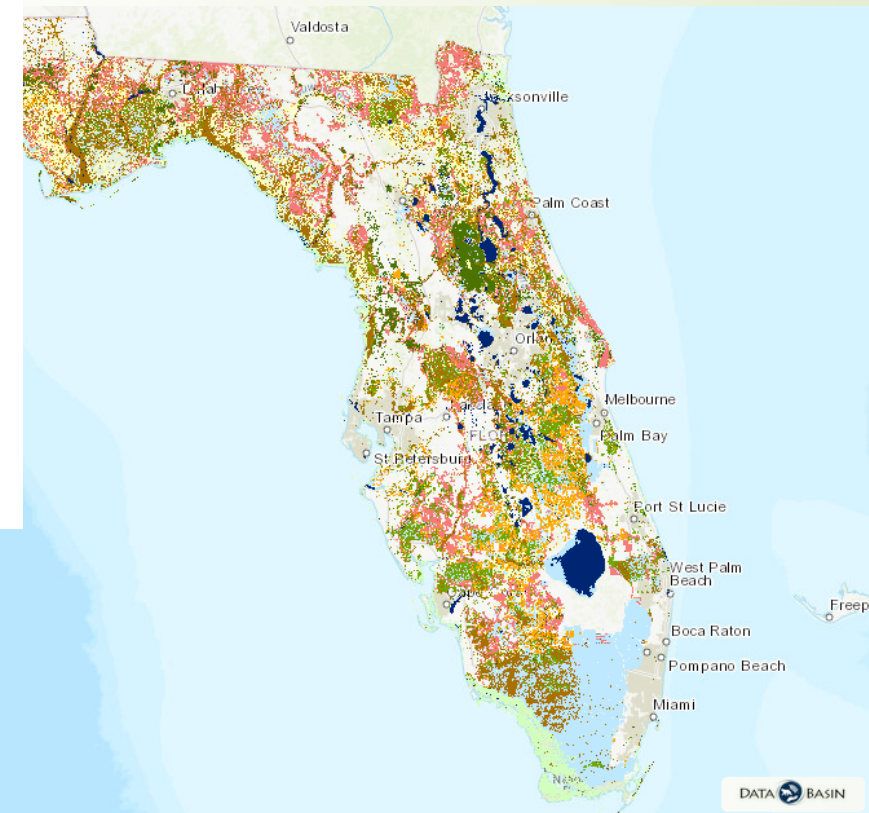 Valdosta
Palm Coast
Melbourne
Tampa
Palm Bay
St Petersburg
Port St Lucie
West Palm
Beach
Freep
Boca Raton
Pompano Beach
Miami
DATA BASIN